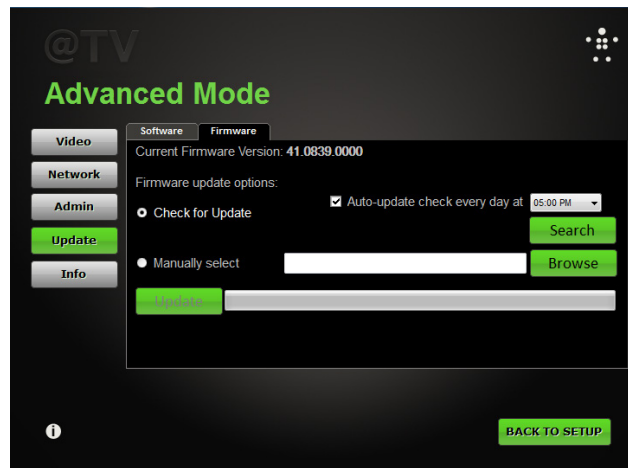 @TV
Advanced Mode
Software Firmware
Video
Network
Admin
Update
Info
Current Firmware Version: 41.0839.0000
Firmware update options:
Auto-update check every day at 05:00 PM
Check for Update
Search
Manually select
Browse
Update
BACK TO SETUP